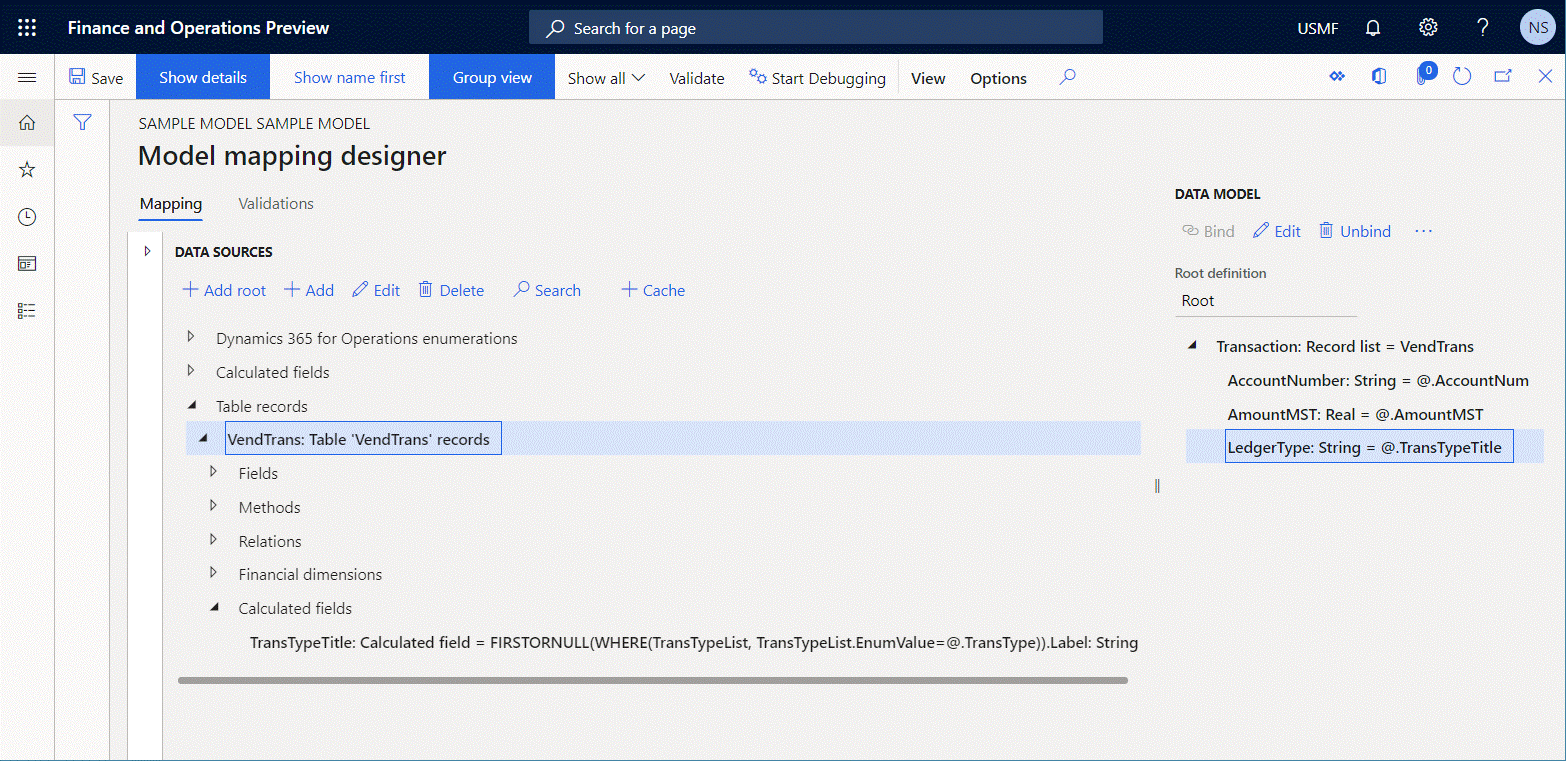 Finance and Operations Preview
Search for a page
USMF
?
NS
Save
Show details
Show name first
Group view
Show all
Validate
Start Debugging
View
Options
0
SAMPLE MODEL SAMPLE MODEL
Model mapping designer
Mapping
Validations
DATA SOURCES
+ Add root
+ Add
Edit
Delete
Search
+ Cache
Dynamics 365 for Operations enumerations
Calculated fields
Table records
VendTrans: Table 'VendTrans' records
Fields
Methods
Relations
Financial dimensions
Calculated fields
TransTypeTitle: Calculated field = FIRSTORNULL(WHERE(TransTypeList, TransTypeList.EnumValue=@.TransType)).Label: String
DATA MODEL
Bind
Edit
Unbind
···
Root definition
Root
Transaction: Record list = VendTrans
AccountNumber: String = @.AccountNum
AmountMST: Real = @.AmountMST
LedgerType: String = @.TransTypeTitle